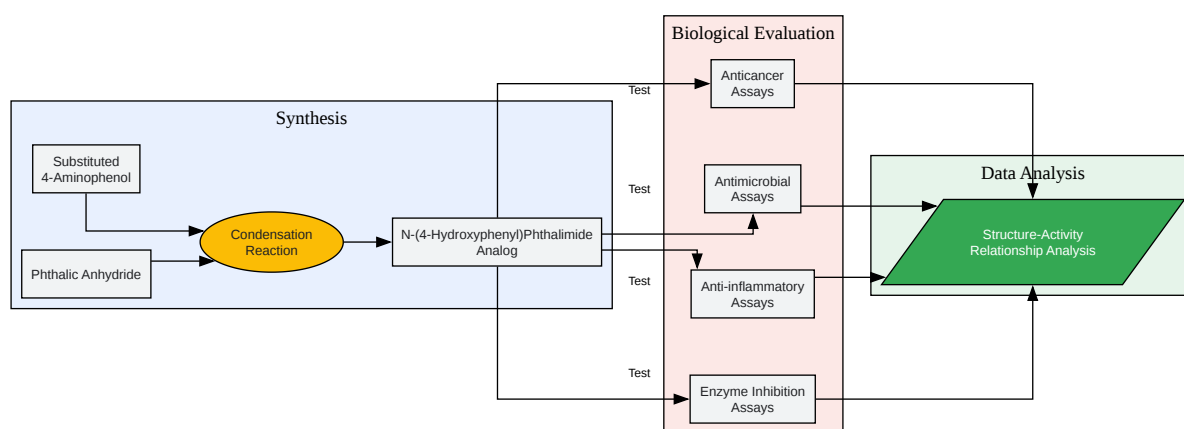 Synthesis
Substituted
4-Aminophenol
Phthalic Anhydride
Condensation
Reaction
N-(4-Hydroxyphenyl)Phthalimide
Analog
Test
Test
Test
Test
Biological Evaluation
Anticancer
Assays
Antimicrobial
Assays
Anti-inflammatory
Assays
Enzyme Inhibition
Assays
Data Analysis
Structure-Activity
Relationship Analysis